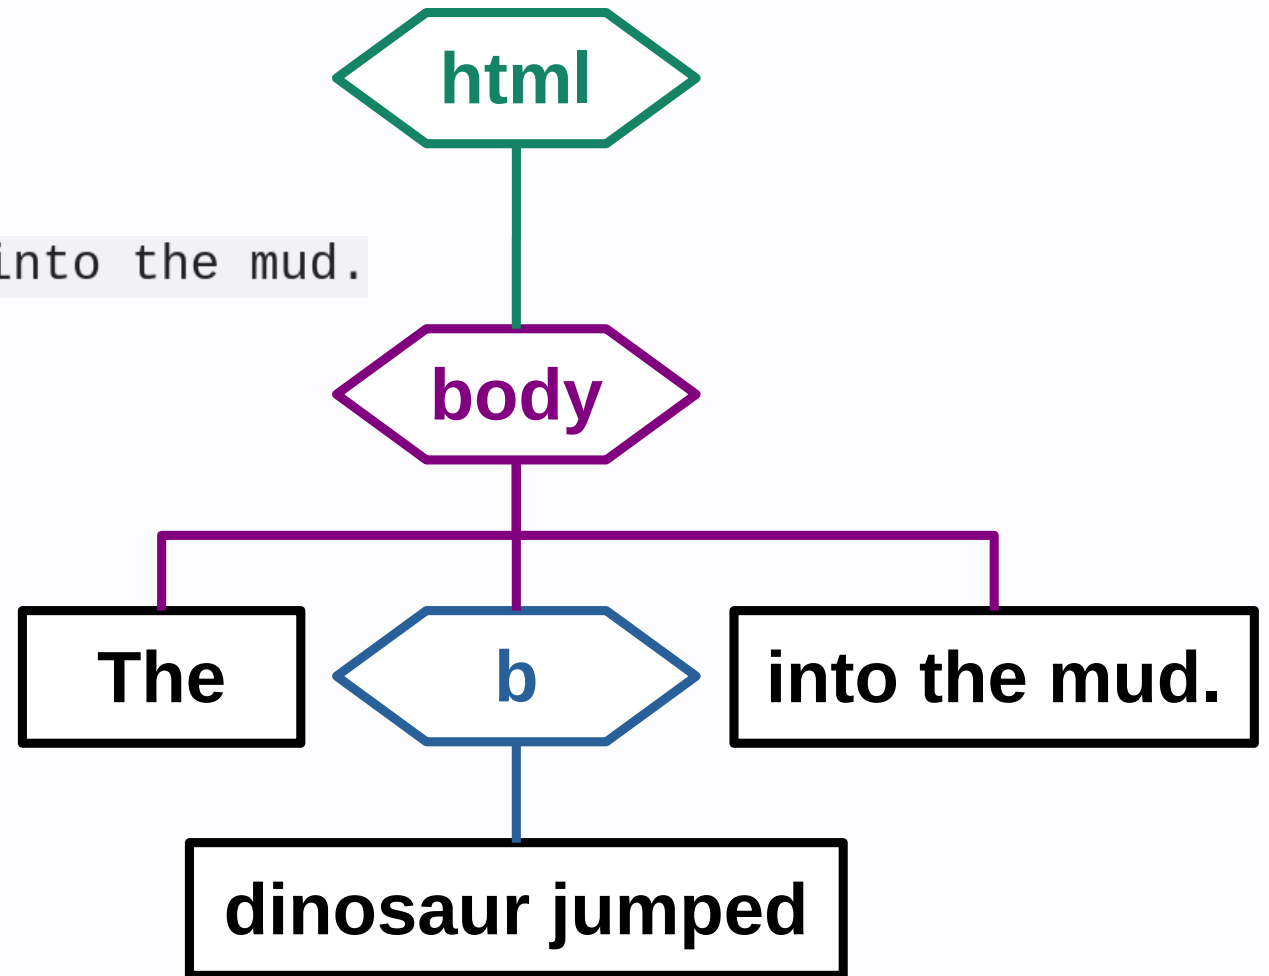 html
into the mud.
body
The
b
into the mud.
dinosaur jumped